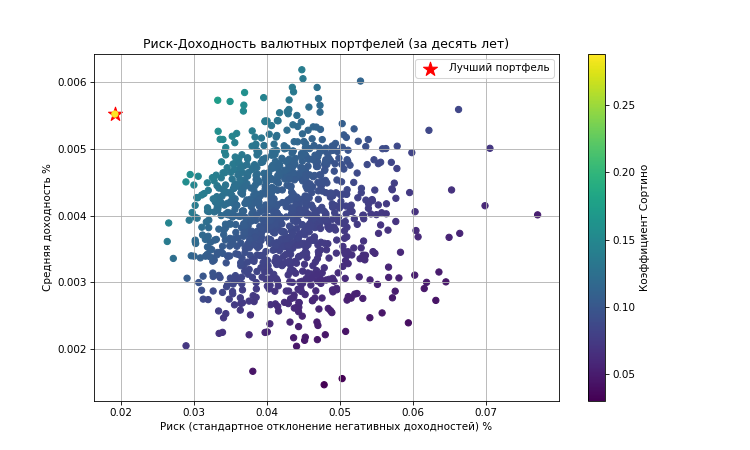 Риск-Доходность валютных портфелей (за десять лет)
Лучший портфель
0.006
0.005
0.004
0.003
0.002
Средняя доходность %
0.02 0.03 0.04 0.05 0.06 0.07
Риск (стандартное отклонение негативных доходностей) %
0.25
0.20
0.15
0.10
0.05
Коэффициент Сортино